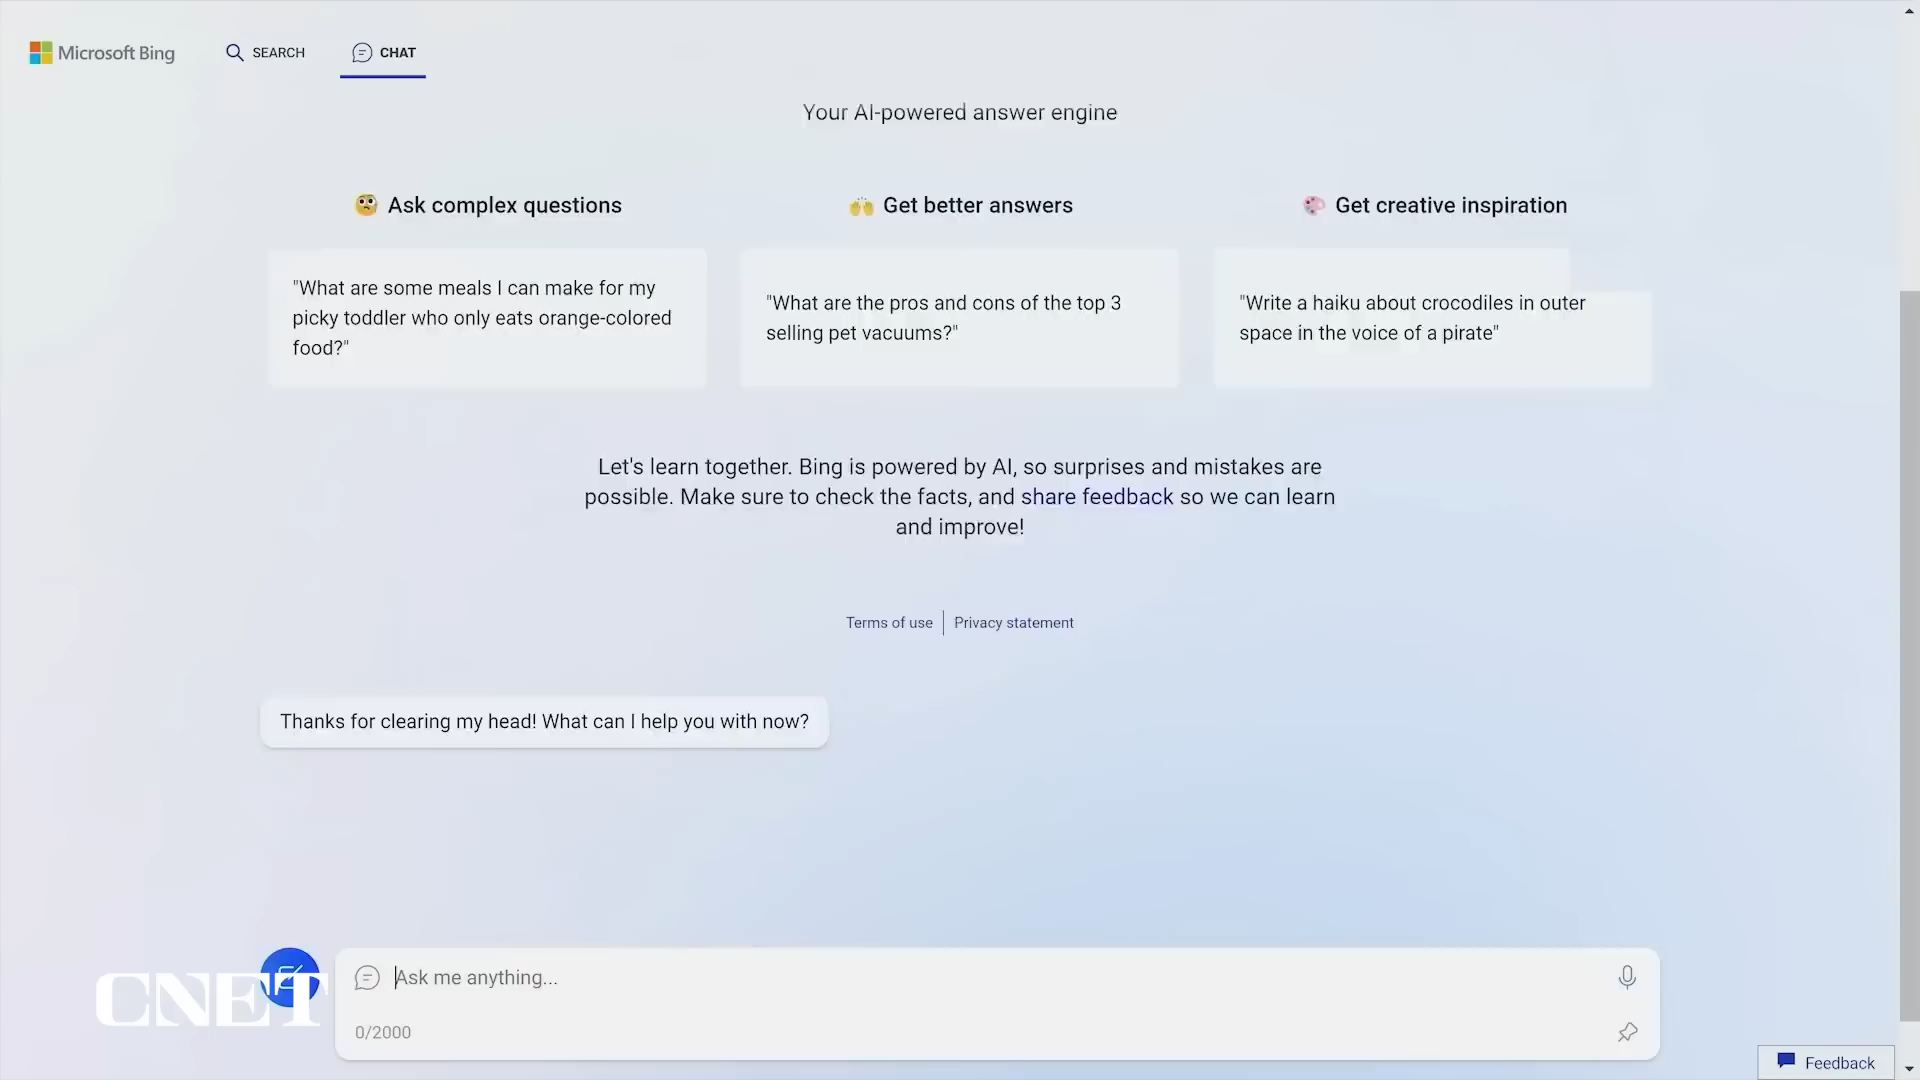 Microsoft Bing
SEARCH
CHAT
Your AI-powered answer engine
Ask complex questions
"What are some meals I can make for my
picky toddler who only eats orange-colored
food?"
Get better answers
"What are the pros and cons of the top 3
selling pet vacuums?"
Get creative inspiration
"Write a haiku about crocodiles in outer
space in the voice of a pirate"
Let's learn together. Bing is powered by AI, so surprises and mistakes are
possible. Make sure to check the facts, and share feedback so we can learn
and improve!
Terms of use | Privacy statement
Thanks for clearing my head! What can I help you with now?
Ask me anything...
0/2000
CNET
Feedback